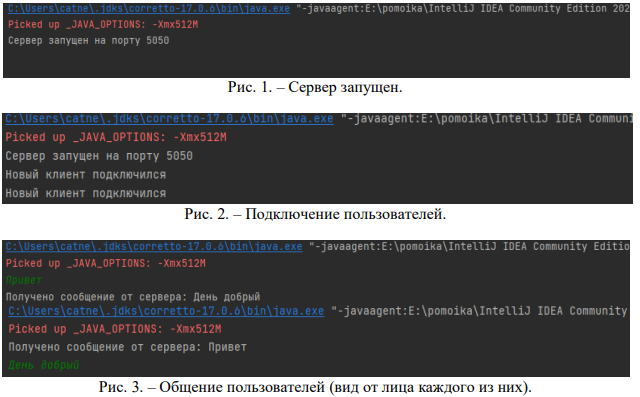 C:\Users\catne\.jdks\corretto-17.0.6\bin\java.exe "-javaagent:E:\pomoika\IntelliJ IDEA Community Edition 202
Picked up _JAVA_OPTIONS: -Xmx512M
Сервер запущен на порту 5050
Рис. 1. – Сервер запущен.
C:\Users\catne\.jdks\corretto-17.0.6\bin\java.exe "-javaagent:E:\pomoika\IntelliJ IDEA Communi
Picked up _JAVA_OPTIONS: -Xmx512M
Сервер запущен на порту 5050
Новый клиент подключился
Новый клиент подключился
Рис. 2. – Подключение пользователей.
C:\Users\catne\.jdks\corretto-17.0.6\bin\java.exe "-javaagent:E:\pomoika\IntelliJ IDEA Community Editio
Picked up _JAVA_OPTIONS: -Xmx512M
Привет
Получено сообщение от сервера: День добрый
C:\Users\catne\.jdks\corretto-17.0.6\bin\java.exe "-javaagent:E:\pomoika\IntelliJ IDEA Community
Picked up _JAVA_OPTIONS: -Xmx512M
Получено сообщение от сервера: Привет
День добрый
Рис. 3. – Общение пользователей (вид от лица каждого из них).